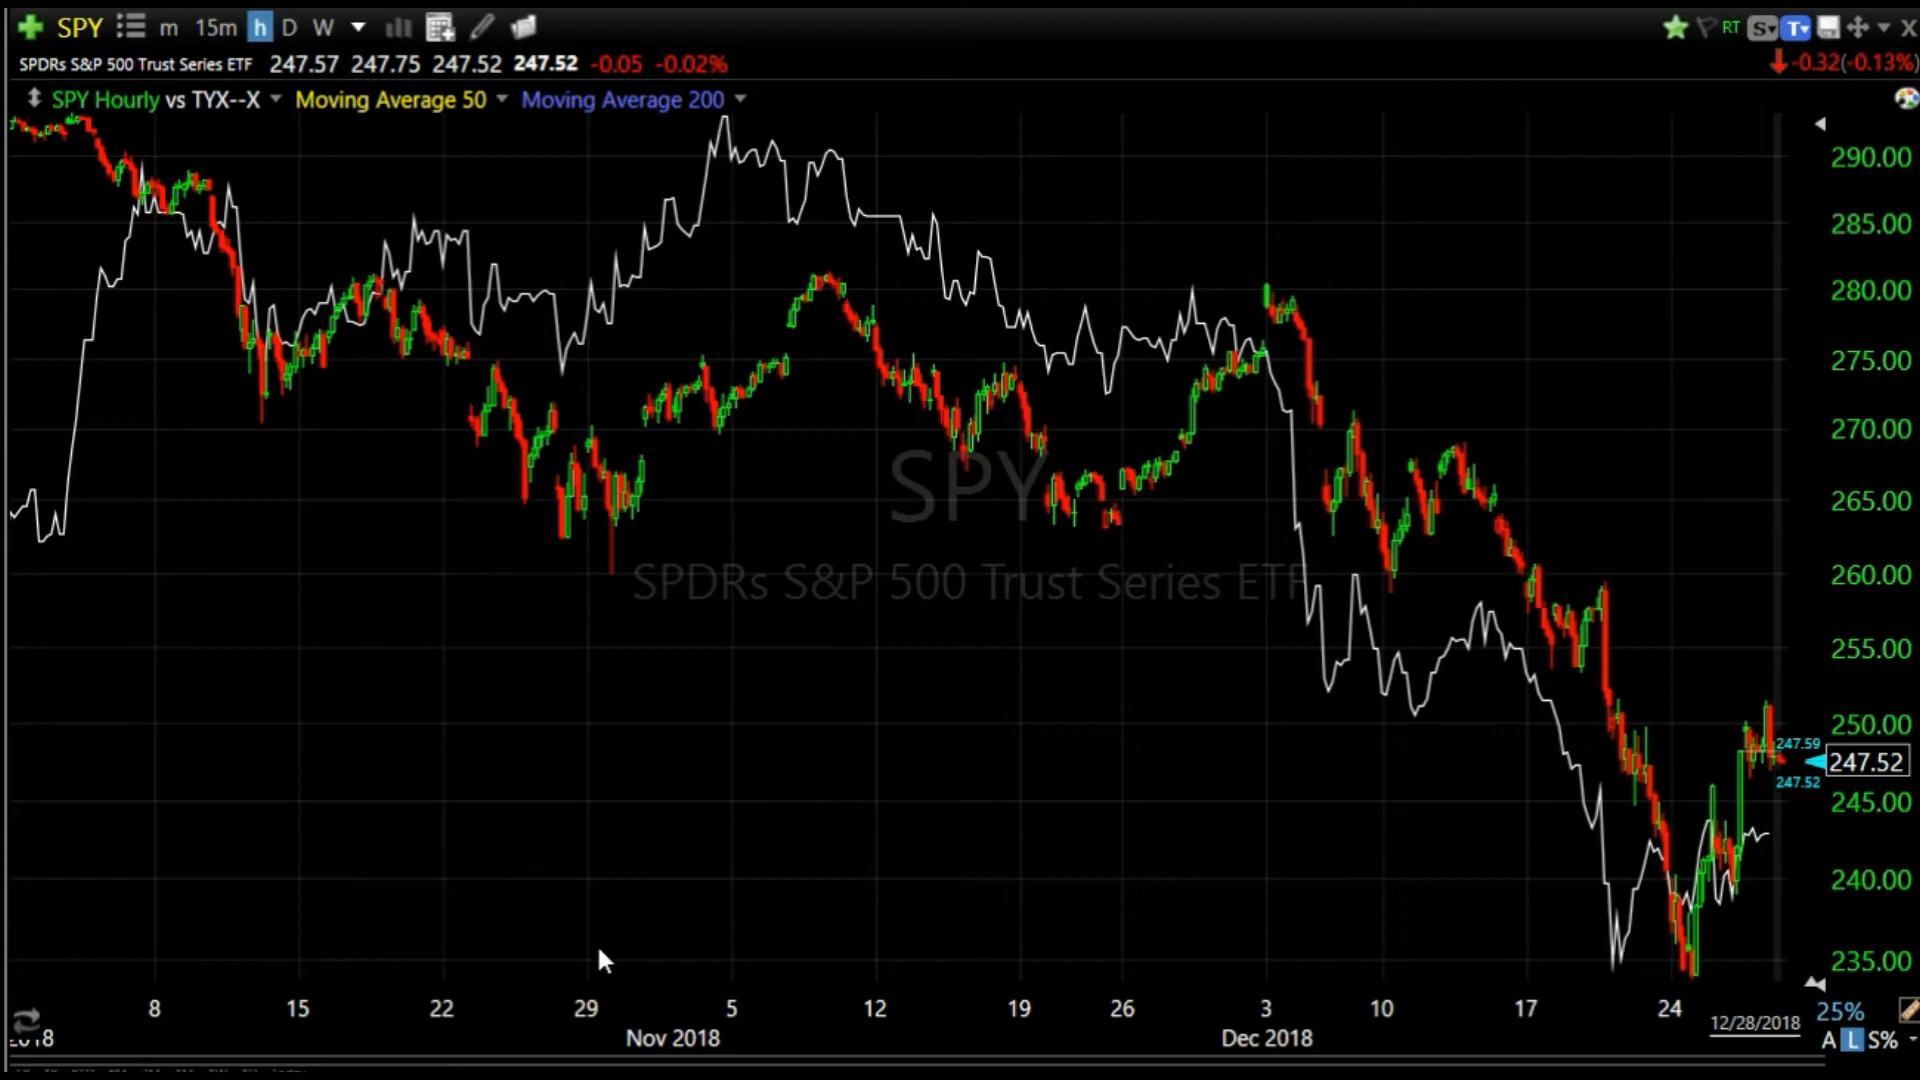 SPY m 15m h D W RT S T X
SPDRs S&P 500 Trust Series ETF 247.57 247.75 247.52 247.52 -0.05 -0.02% -0.32(-0.13%)
SPY Hourly vs TYX--X Moving Average 50 Moving Average 200
290.00
285.00
280.00
275.00
270.00
SPY
265.00
SPDRs S&P 500 Trust Series ETF
260.00
255.00
250.00
247.59
247.52
247.52
245.00
240.00
235.00
8 15 22 29 5 12 19 26 3 10 17 24
25%
Nov 2018 Dec 2018 12/28/2018
A L S%